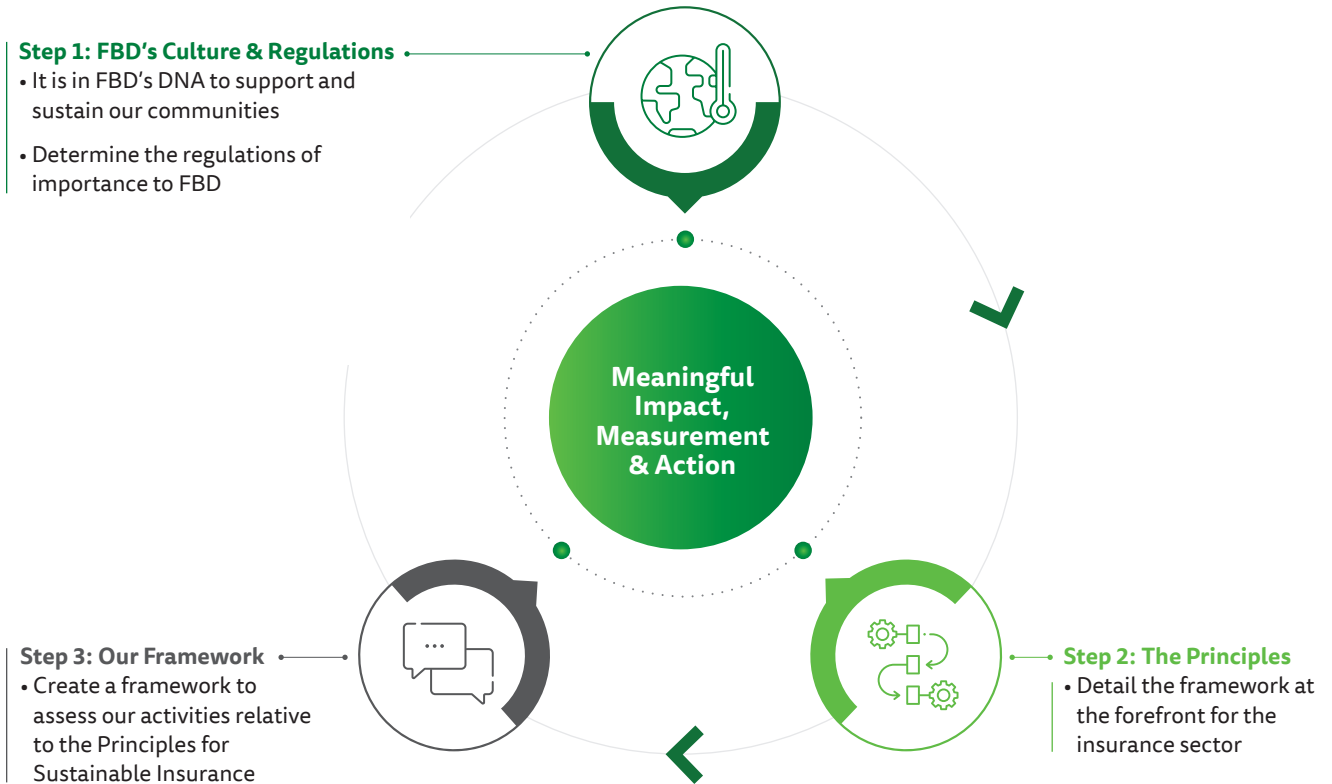 Step 1: FBD's Culture & Regulations
• It is in FBD's DNA to support and
sustain our communities
• Determine the regulations of
importance to FBD
Meaningful
Impact,
Measurement
& Action
Step 2: The Principles
• Detail the framework at
the forefront for the
insurance sector
Step 3: Our Framework
• Create a framework to
assess our activities relative
to the Principles for
Sustainable Insurance